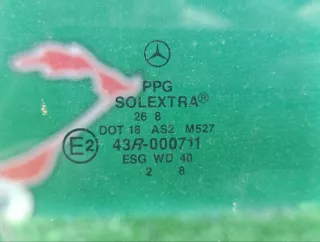 PPG
SOLEXTRA®
26 8
DOT 18 AS2 M527
E2 43R-000711
ESG WD 40
2 8